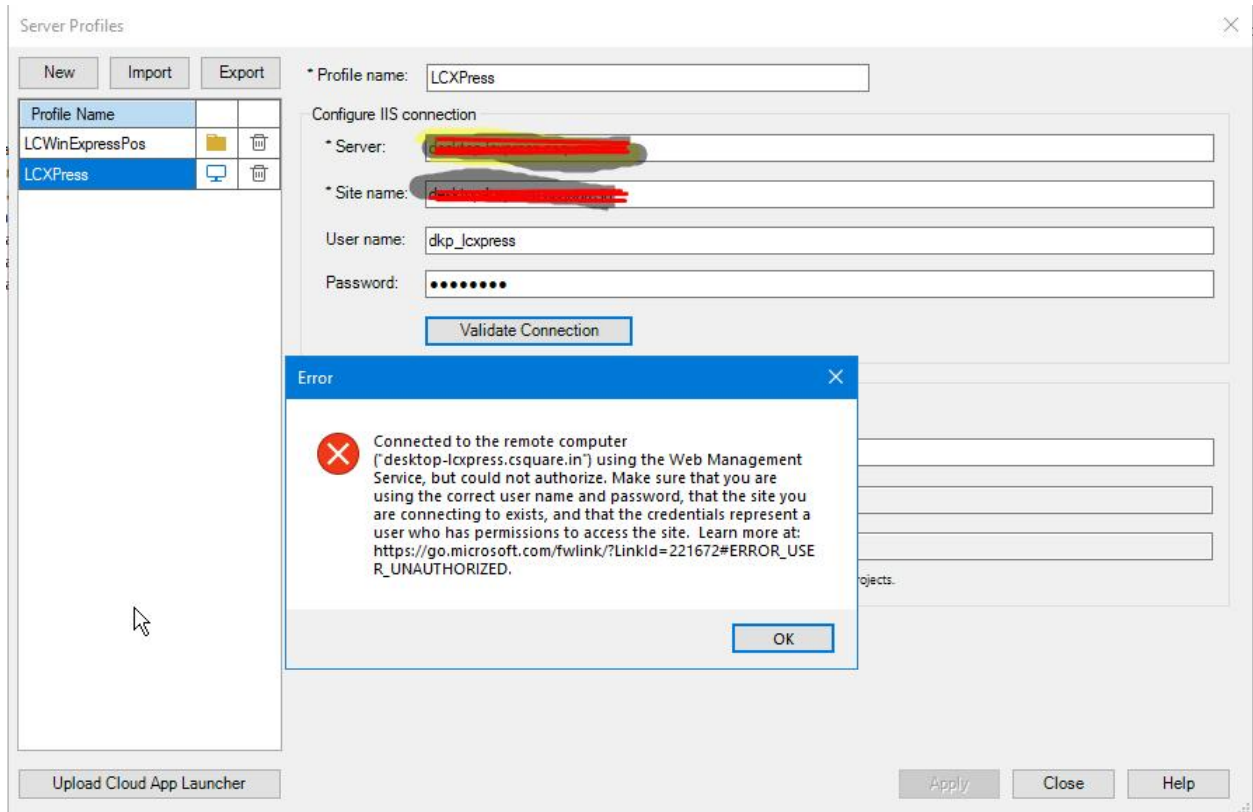 Server Profiles
New Import Export
Profile Name
LCWinExpressPos
LCXPress
* Profile name: LCXPress
Configure IIS connection
* Server:
* Site name:
User name: dkp_lcxpress
Password: ••••••••
Validate Connection
Error
Connected to the remote computer
("desktop-lcxpress.csquare.in") using the Web Management
Service, but could not authorize. Make sure that you are
using the correct user name and password, that the site you
are connecting to exists, and that the credentials represent a
user who has permissions to access the site. Learn more at:
https://go.microsoft.com/fwlink/?LinkId=221672#ERROR_USE
R_UNAUTHORIZED.
rojects.
OK
Upload Cloud App Launcher
Apply Close Help